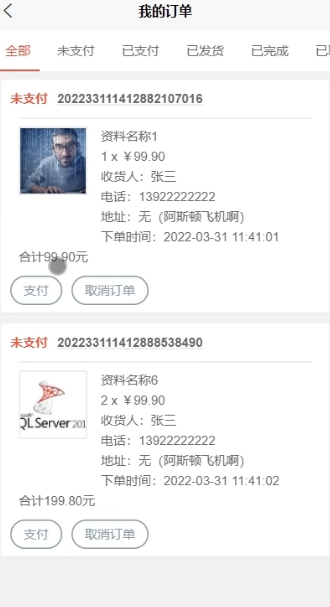 我的订单
全部 未支付 已支付 已发货 已完成
未支付 202233111412882107016
资料名称1
1 x ￥99.90
收货人：张三
电话：13922222222
地址：无（阿斯顿飞机啊）
下单时间：2022-03-31 11:41:01
合计99.90元
支付 取消订单
未支付 202233111412888538490
QL Server 201
资料名称6
2 x ￥99.90
收货人：张三
电话：13922222222
地址：无（阿斯顿飞机啊）
下单时间：2022-03-31 11:41:02
合计199.80元
支付 取消订单